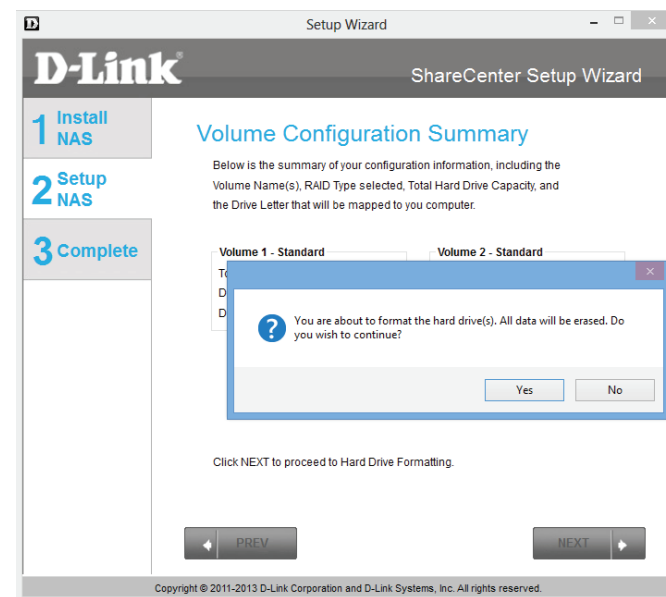 Setup Wizard
D-Link
ShareCenter Setup Wizard
1 Install NAS
2 Setup NAS
3 Complete
Volume Configuration Summary
Below is the summary of your configuration information, including the
Volume Name(s), RAID Type selected, Total Hard Drive Capacity, and
the Drive Letter that will be mapped to you computer.
Volume 1 - Standard
Volume 2 - Standard
You are about to format the hard drive(s). All data will be erased. Do
you wish to continue?
Yes
No
Click NEXT to proceed to Hard Drive Formatting.
PREV
NEXT
Copyright © 2011-2013 D-Link Corporation and D-Link Systems, Inc. All rights reserved.